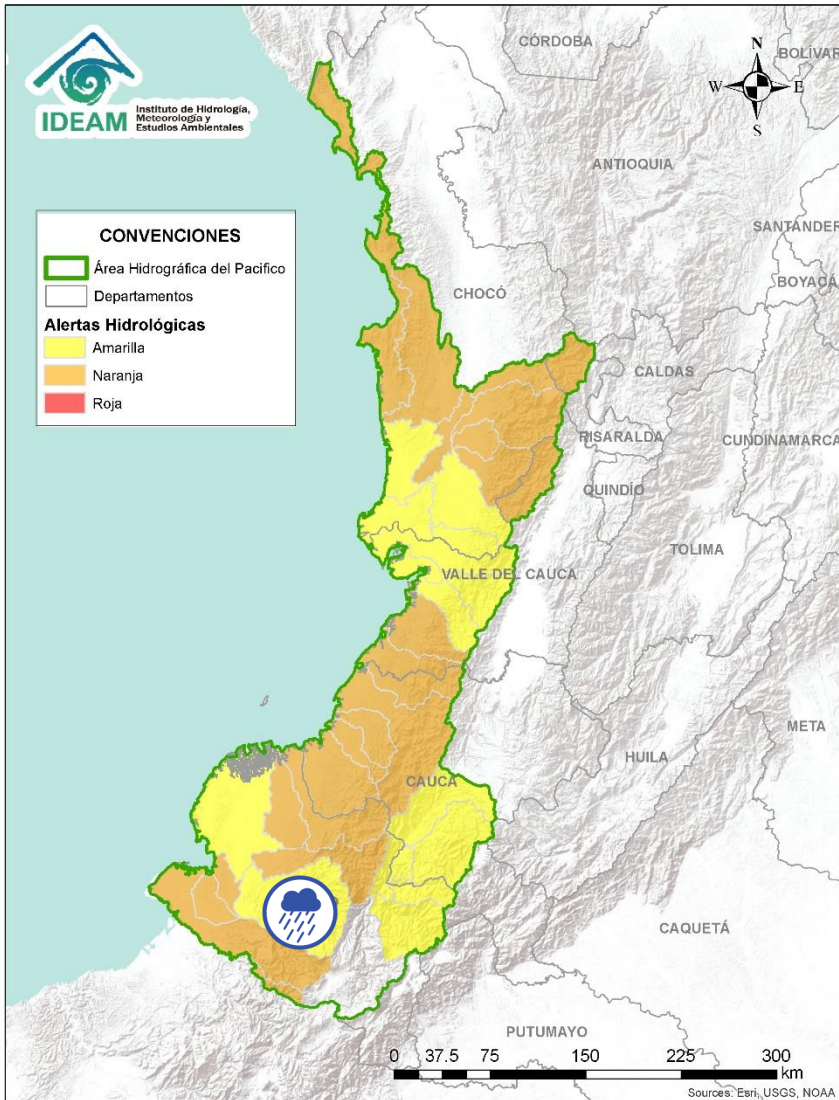 IDEAM
Instituto de Hidrología,
Meteorología y
Estudios Ambientales
CÓRDOBA
BOLÍVAR
N
W
E
S
ANTIOQUIA
SANTANDER
BOYACÁ
CONVENCIONES
Área Hidrográfica del Pacifico
Departamentos
Alertas Hidrológicas
Amarilla
Naranja
Roja
CHOCÓ
CALDAS
RISARALDA
CUNDINAMARCA
QUINDÍO
TOLIMA
VALLE DEL CAUCA
META
HUILA
CAUCA
CAQUETÁ
PUTUMAYO
0 37.5 75 150 225 300
km
Sources: Esri, USGS, NOAA